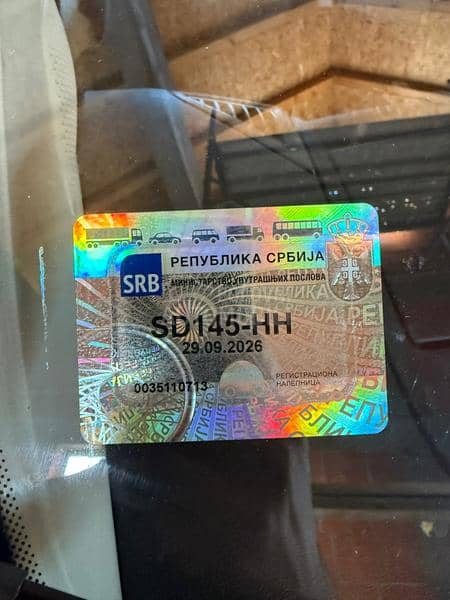 РЕПУБЛИКА СРБИЈА
SRB
МИНИСТАРСТВО УНУТРАШЊИХ ПОСЛОВА
SD145-HH
29.09.2026
0035110713
РЕГИСТРАЦИОНА
НАЛЕПНИЦА